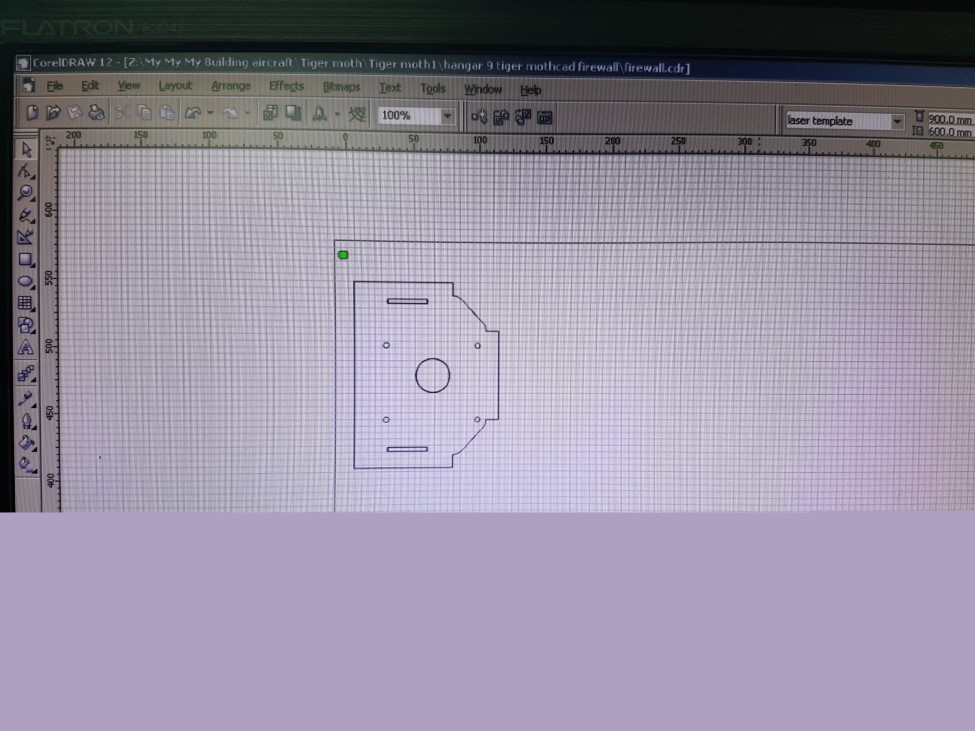 FLATRON
CorelDRAW 12 - [Z:\My My My Building aircraft\Tiger moth\Tiger moth1\hangar 9 tiger mothcad firewall\firewall.cdr]
File Edit View Layout Arrange Effects Bitmaps Text Tools Window Help
100% laser template 900.0 mm
600.0 mm
200 150 100 50 0 50 100 150 200 250 300 350 400 450
600
550
500
450
400